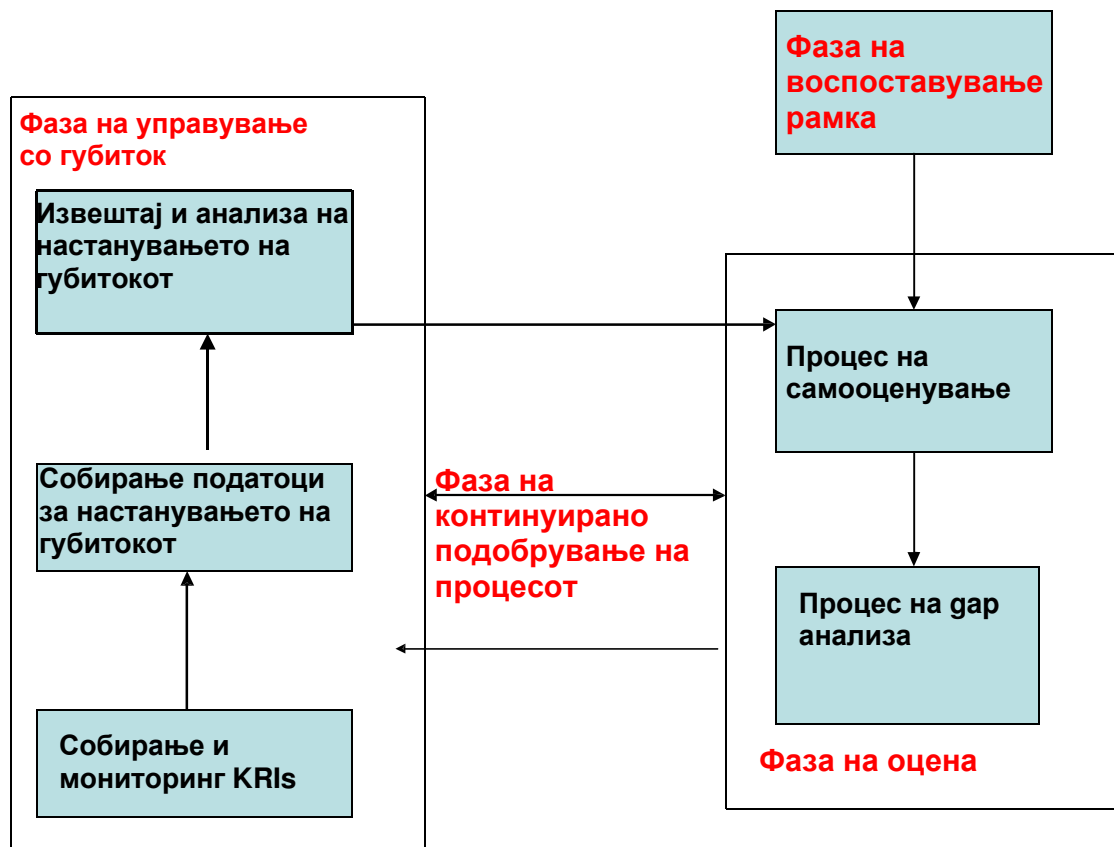 Фаза на
воспоставување
рамка
Фаза на управување
со губиток
Извештај и анализа на
настанувањето на
губитокот
Процес на
самооценување
Собирање податоци
за настанувањето на
губитокот
Фаза на
континуирано
подобрување на
процесот
Процес на gap
анализа
Собирање и
мониторинг KRIs
Фаза на оцена